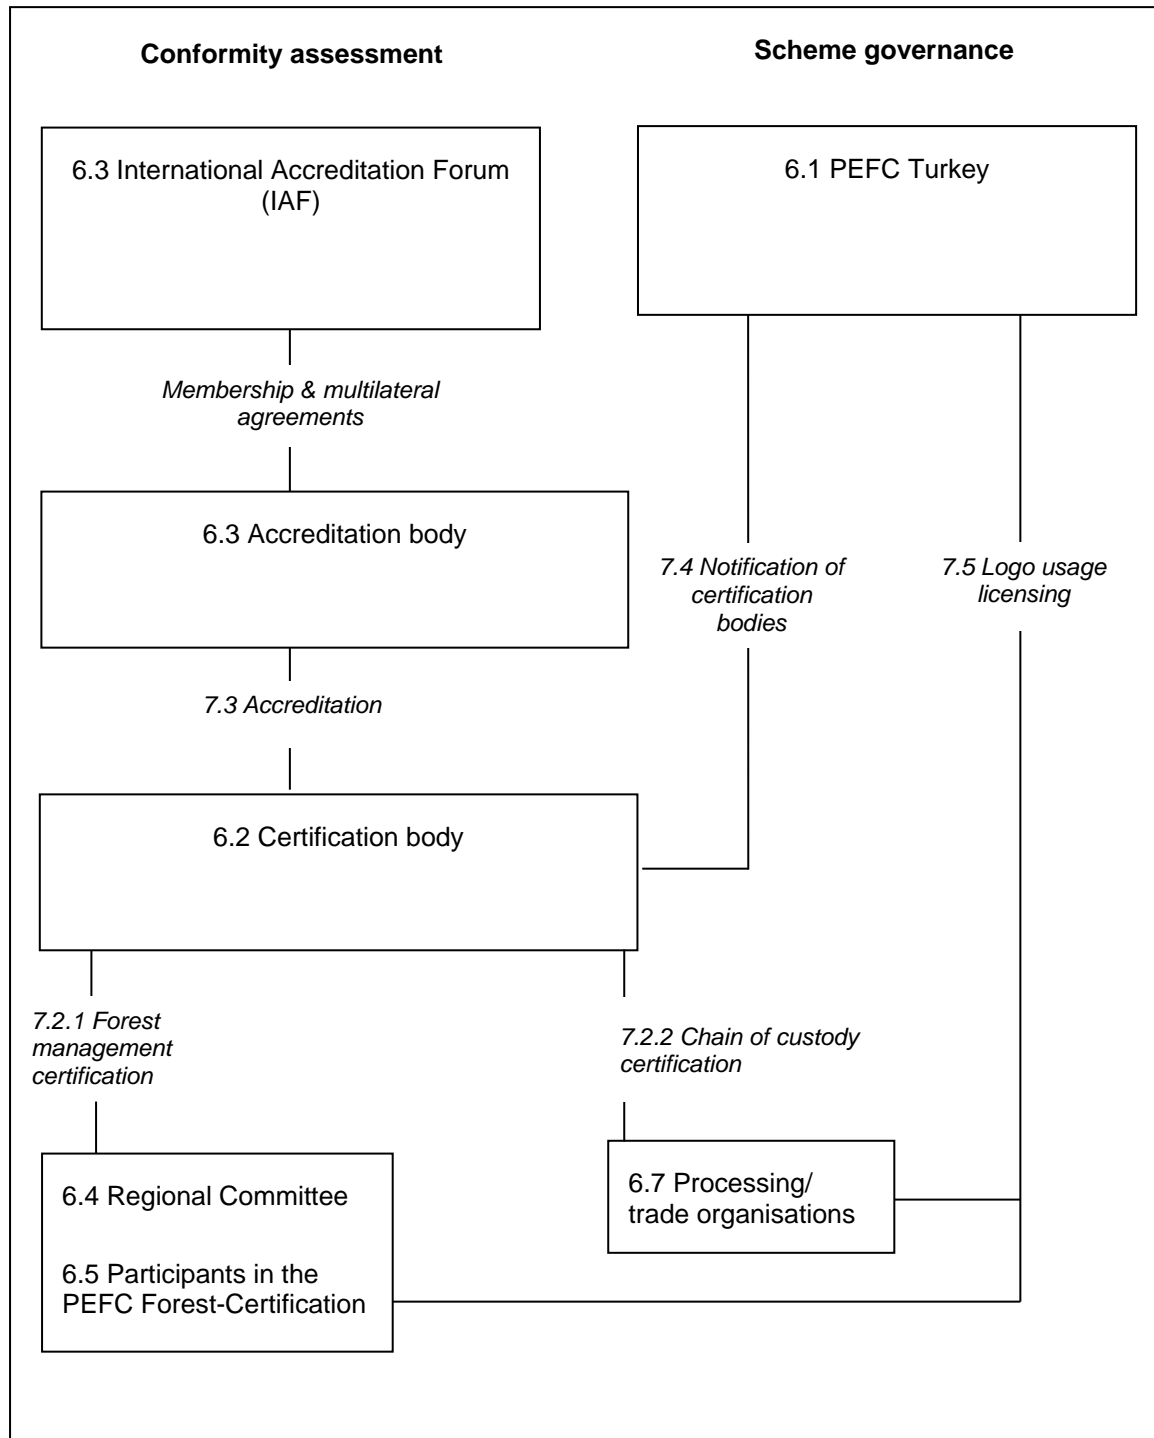 Conformity assessment
Scheme governance
6.3 International Accreditation Forum
(IAF)
6.1 PEFC Turkey
Membership & multilateral
agreements
6.3 Accreditation body
7.4 Notification of
certification
bodies
7.5 Logo usage
licensing
7.3 Accreditation
6.2 Certification body
7.2.1 Forest
management
certification
7.2.2 Chain of custody
certification
6.4 Regional Committee
6.5 Participants in the
PEFC Forest-Certification
6.7 Processing/
trade organisations